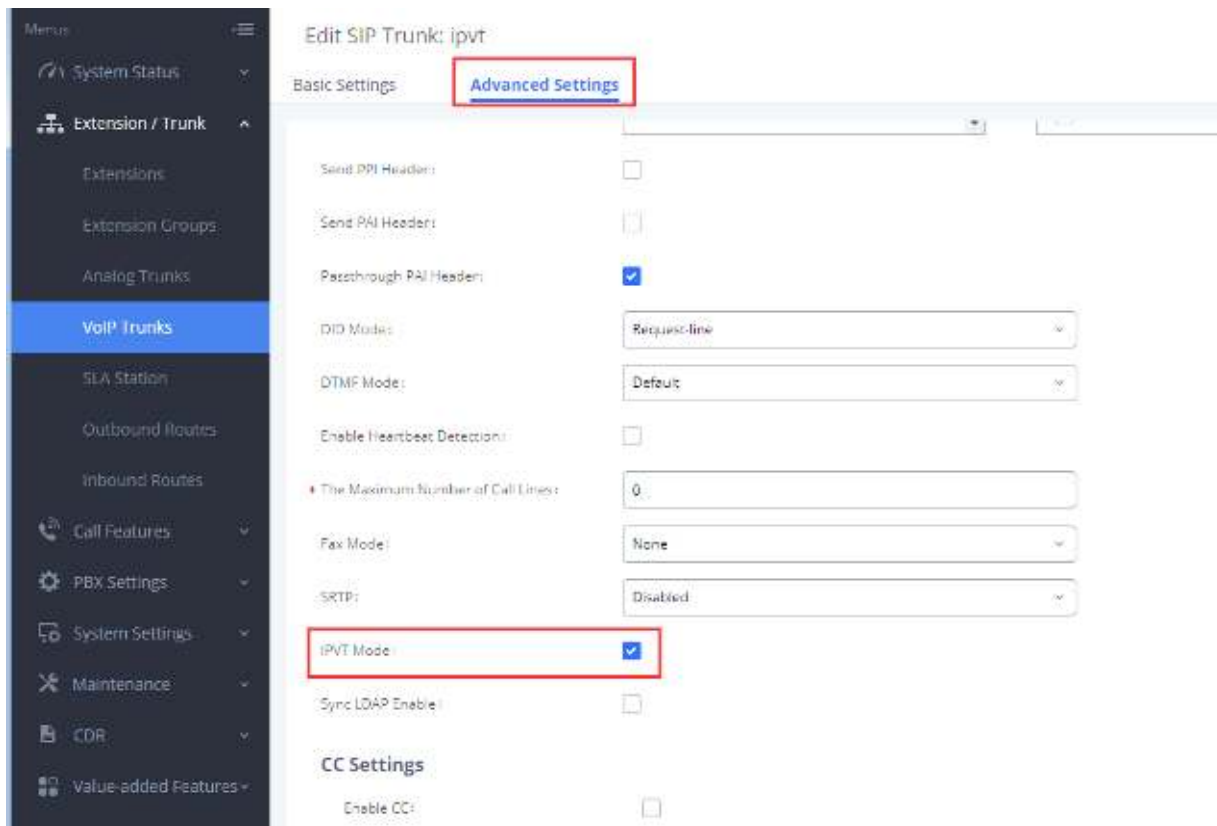 Menus
System Status
Extension / Trunk
Extensions
Extension Groups
Analog Trunks
VoIP Trunks
SLA Station
Outbound Routes
Inbound Routes
Call Features
PBX Settings
System Settings
Maintenance
CDR
Value-added Features
Edit SIP Trunk: ipvt
Basic Settings
Advanced Settings
Send PPI Header:
Send PAI Header:
Passthrough PAI Header:
DID Mode: Request-line
DTMF Mode: Default
Enable Heartbeat Detection:
* The Maximum Number of Call Lines: 0
Fax Mode: None
SRTP: Disabled
IPVT Mode:
Sync LDAP Enable:
CC Settings
Enable CC: